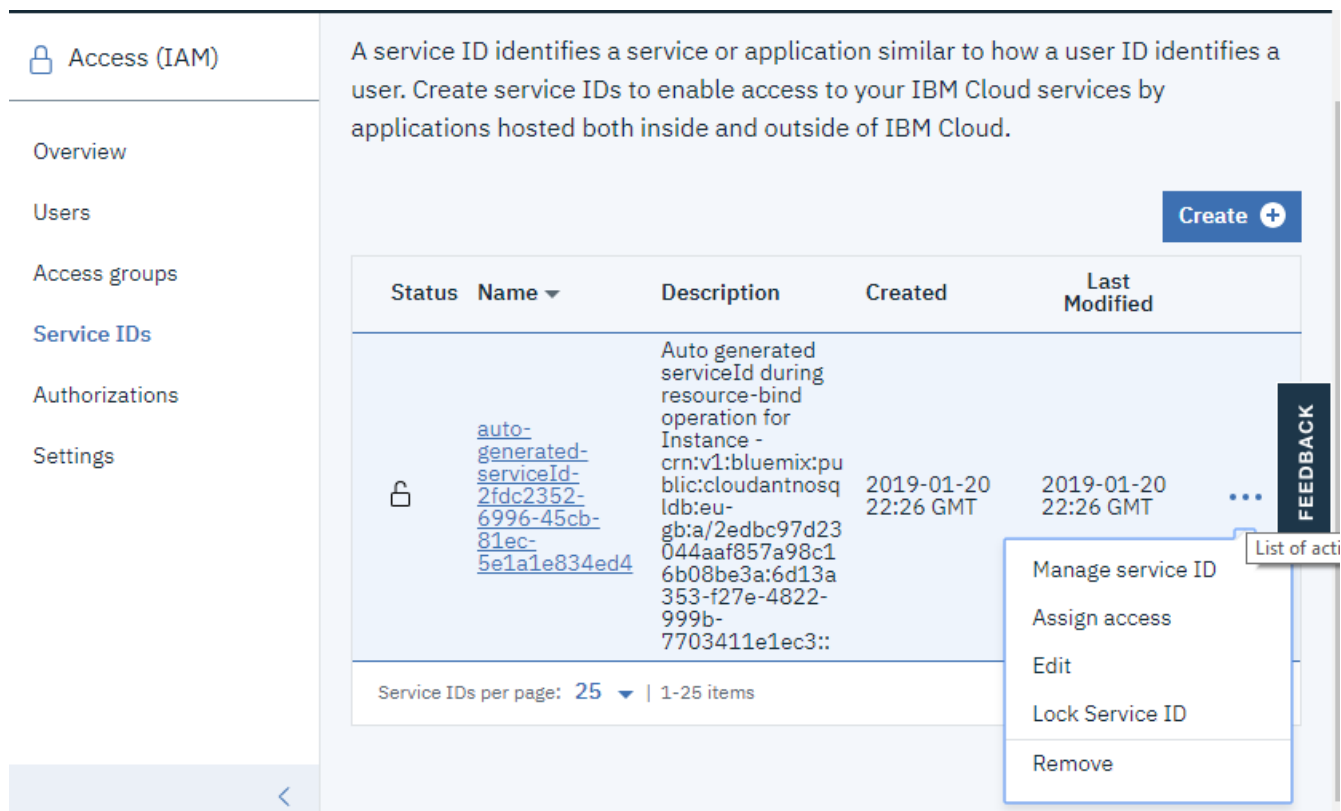 Access (IAM)
Overview
Users
Access groups
Service IDs
Authorizations
Settings
A service ID identifies a service or application similar to how a user ID identifies a
user. Create service IDs to enable access to your IBM Cloud services by
applications hosted both inside and outside of IBM Cloud.
Create
Status Name Description Created Last
Modified
auto-
generated-
serviceId-
2fdc2352-
6996-45cb-
81ec-
5e1a1e834ed4
Auto generated
serviceId during
resource-bind
operation for
Instance -
crn:v1:bluemix:pu
blic:cloudantnosq
ldb:eu-
gb:a/2edbc97d23
044aaf857a98c1
6b08be3a:6d13a
353-f27e-4822-
999b-
7703411e1ec3::
2019-01-20
22:26 GMT
2019-01-20
22:26 GMT
FEEDBACK
List of acti
Manage service ID
Assign access
Edit
Lock Service ID
Remove
Service IDs per page: 25 | 1-25 items